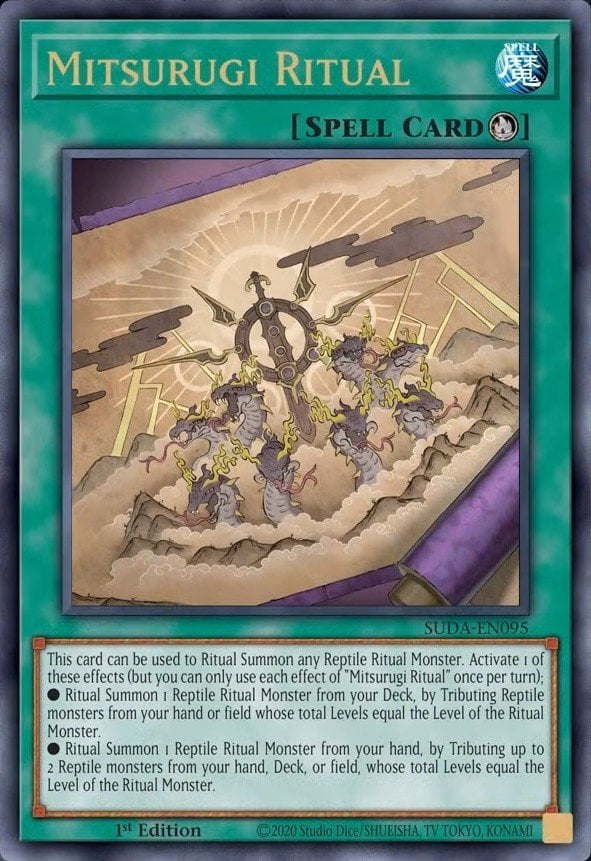 MITSURUGI RITUAL
SPELL
魔
[SPELL CARD]
SUDA-EN095
This card can be used to Ritual Summon any Reptile Ritual Monster. Activate 1 of
these effects (but you can only use each effect of "Mitsurugi Ritual" once per turn);
● Ritual Summon 1 Reptile Ritual Monster from your Deck, by Tributing Reptile
monsters from your hand or field whose total Levels equal the Level of the Ritual
Monster.
● Ritual Summon 1 Reptile Ritual Monster from your hand, by Tributing up to
2 Reptile monsters from your hand, Deck, or field, whose total Levels equal the
Level of the Ritual Monster.
1st Edition ©2020 Studio Dice/SHUEISHA, TV TOKYO, KONAMI